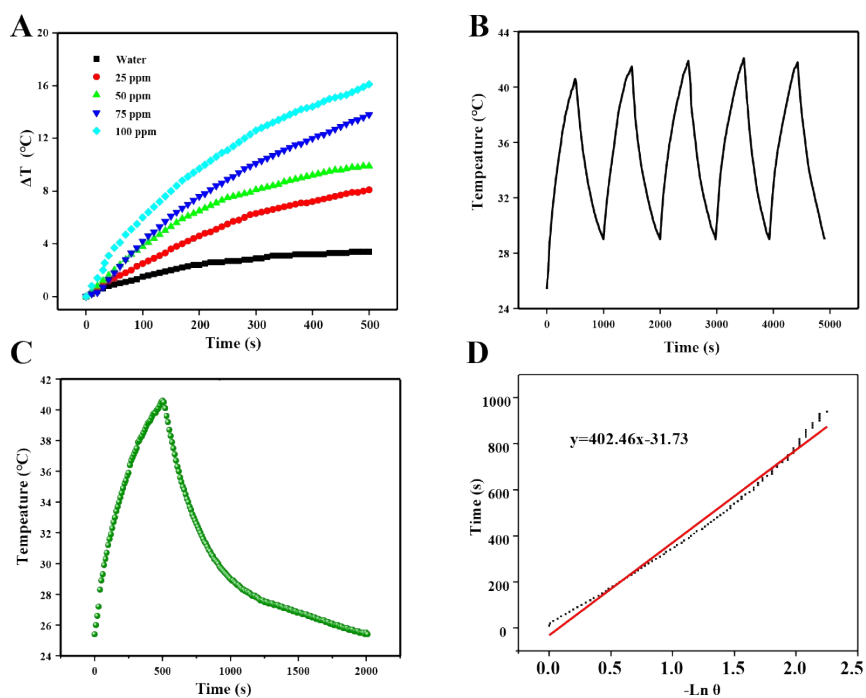 A
20
16
12
8
4
0
ΔT (°C)
Water
25 ppm
50 ppm
75 ppm
100 ppm
0 100 200 300 400 500
Time (s)
B
44
40
36
32
28
24
Tempeature (°C)
0 1000 2000 3000 4000 5000
Time (s)
C
42
40
38
36
34
32
30
28
26
24
Tempeature (°C)
0 500 1000 1500 2000
Time (s)
D
1000
800
600
400
200
0
Time (s)
y=402.46x-31.73
0.0 0.5 1.0 1.5 2.0 2.5
-Ln θ